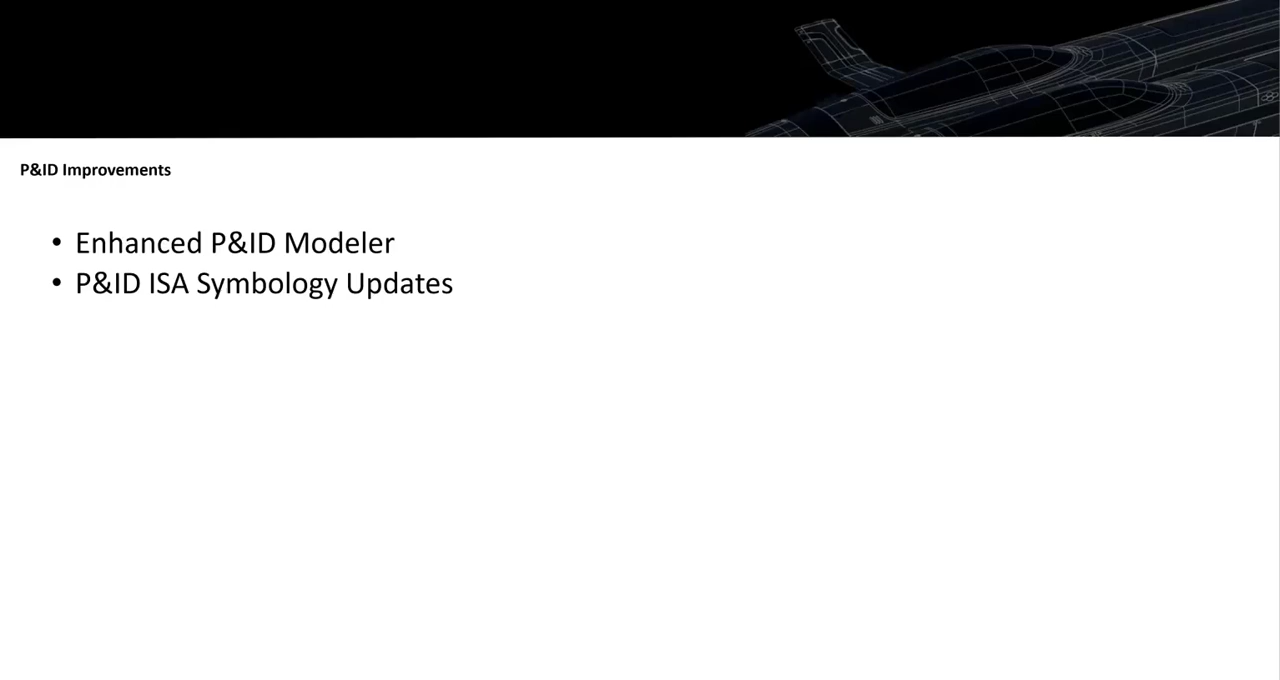 P&ID Improvements
• Enhanced P&ID Modeler
• P&ID ISA Symbology Updates